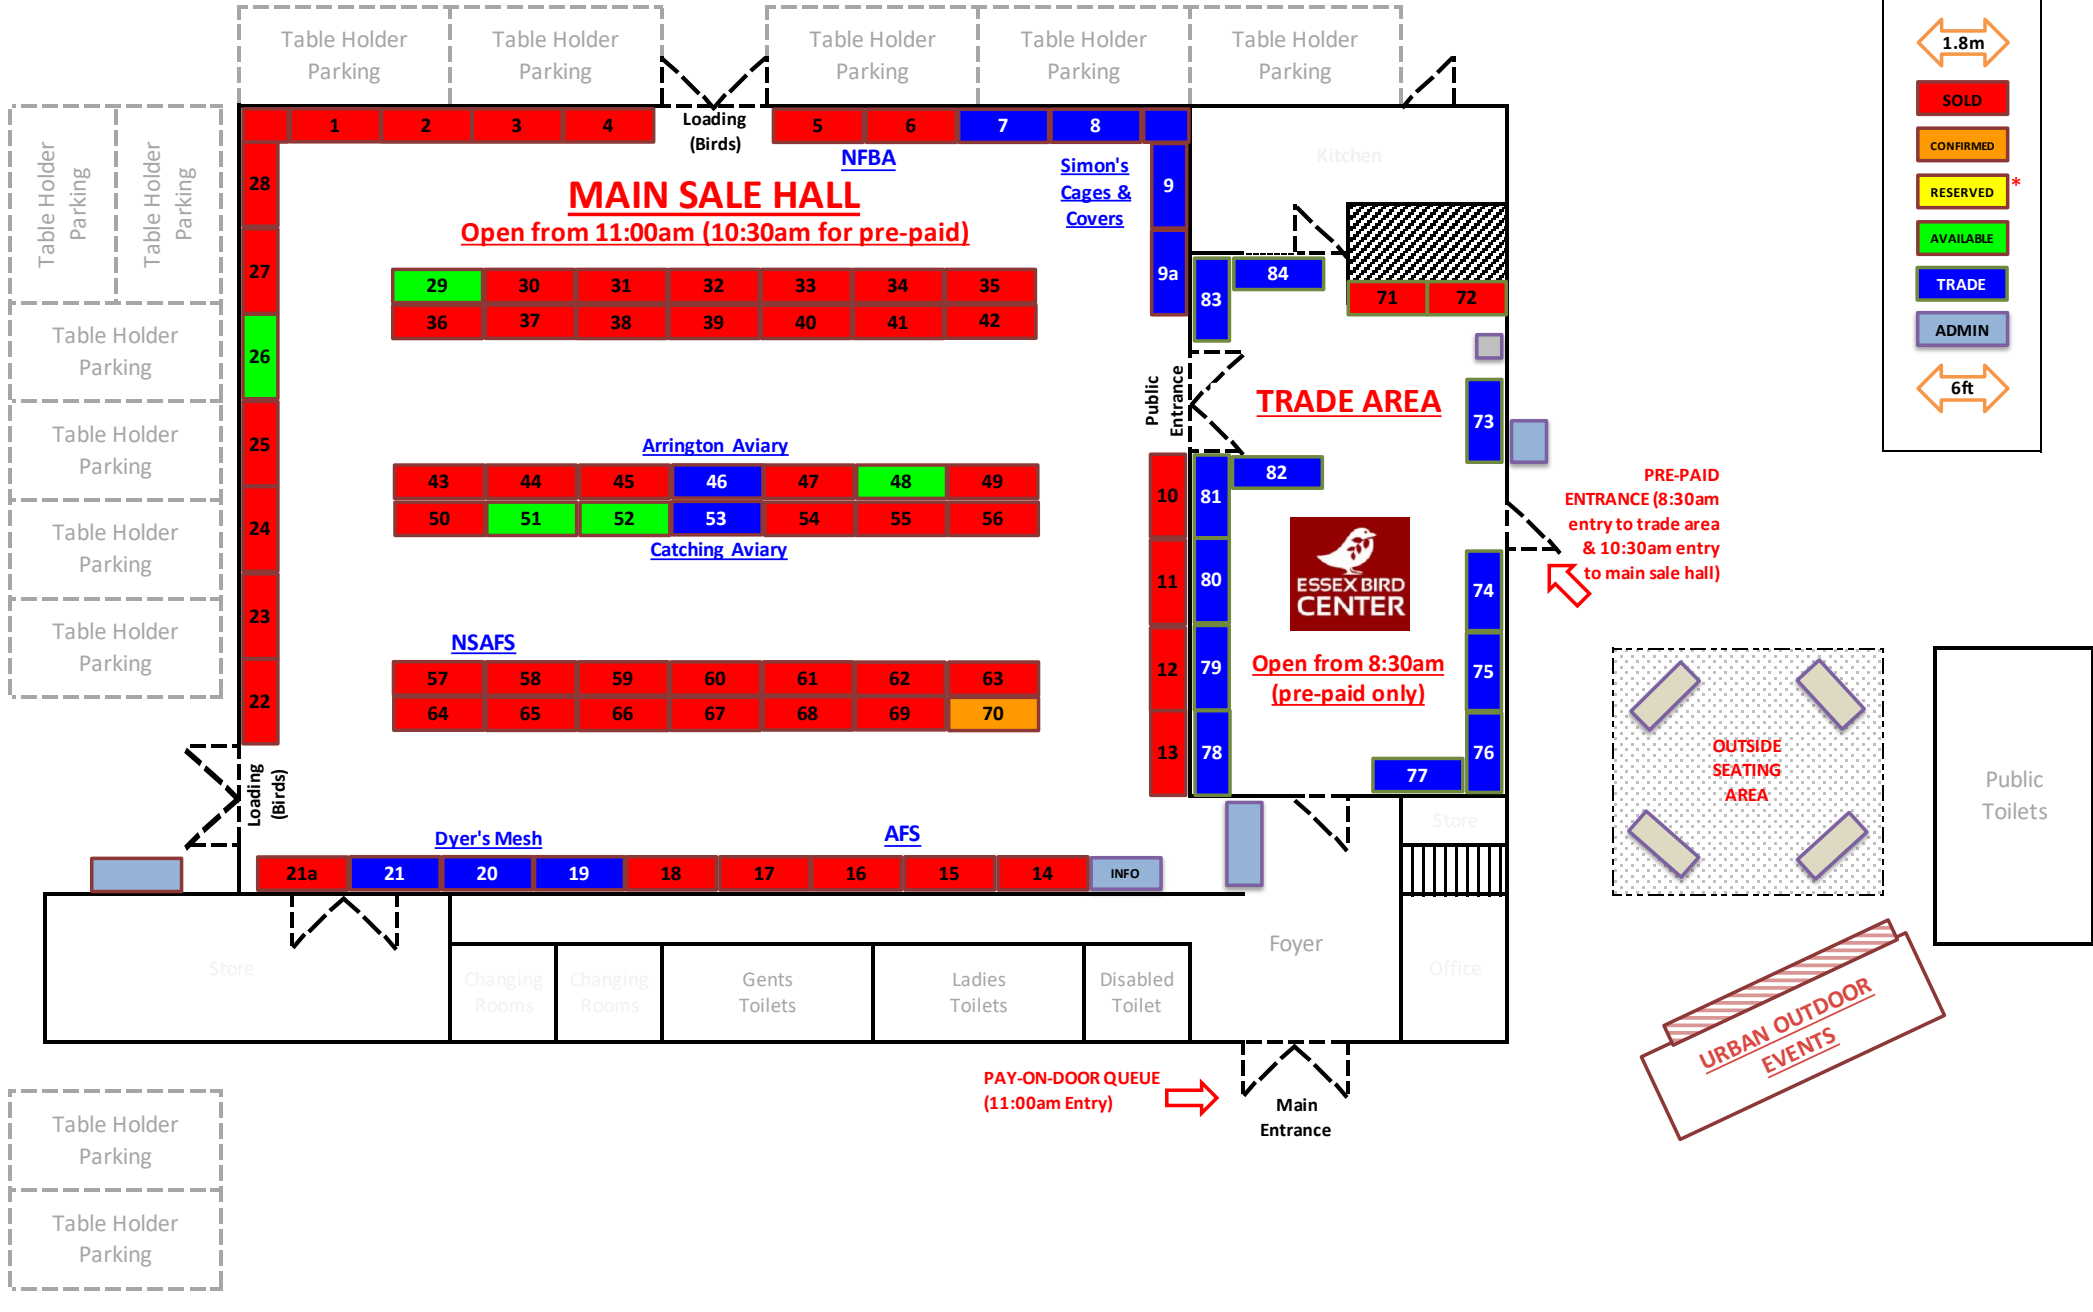 Table Holder
Parking
Table Holder
Parking
Table Holder
Parking
Table Holder
Parking
Table Holder
Parking
1.8m
SOLD
CONFIRMED
RESERVED *
AVAILABLE
TRADE
ADMIN
6ft
Table Holder
Parking
Table Holder
Parking
Table Holder
Parking
Table Holder
Parking
Table Holder
Parking
Table Holder
Parking
1 2 3 4
Loading
(Birds)
5 6 7 8
NFBA
Simon's
Cages &
Covers
9
9a
Kitchen
MAIN SALE HALL
Open from 11:00am (10:30am for pre-paid)
28
27
26
25
24
23
22
29 30 31 32 33 34 35
36 37 38 39 40 41 42
Arrington Aviary
43 44 45 46 47 48 49
50 51 52 53 54 55 56
Catching Aviary
NSAFS
57 58 59 60 61 62 63
64 65 66 67 68 69 70
Public
Entrance
10
11
12
13
83
84
71 72
TRADE AREA
73
82
81
80
79
78
ESSEX BIRD
CENTER
Open from 8:30am
(pre-paid only)
74
75
76
77
PRE-PAID
ENTRANCE (8:30am
entry to trade area
& 10:30am entry
to main sale hall)
OUTSIDE
SEATING
AREA
Public
Toilets
Loading
(Birds)
Dyer's Mesh
AFS
21a 21 20 19 18 17 16 15 14 INFO
Store
Store
Changing
Rooms
Changing
Rooms
Gents
Toilets
Ladies
Toilets
Disabled
Toilet
Foyer
Office
URBAN OUTDOOR
EVENTS
PAY-ON-DOOR QUEUE
(11:00am Entry)
Main
Entrance
Table Holder
Parking
Table Holder
Parking